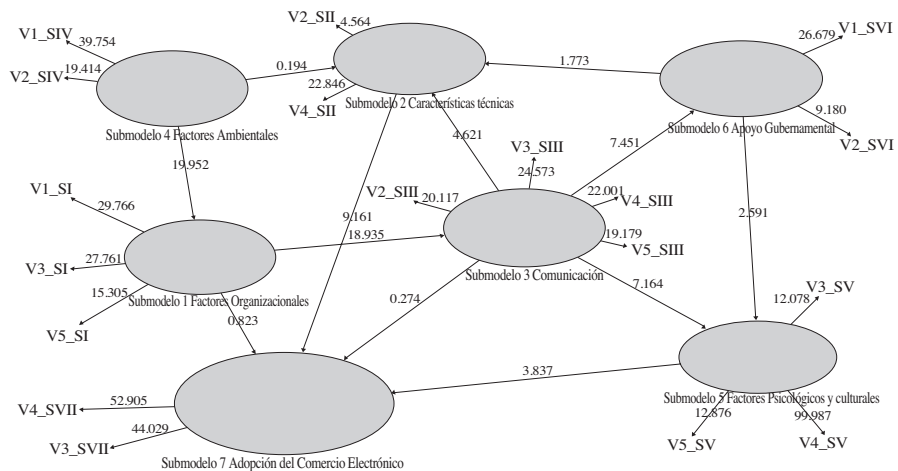 V2_SII
4.564
V1_SIV
39.754
V2_SIV
19.414
0.194
22.846
V4_SII
Submodelo 2 Características técnicas
1.773
V1_SVI
26.679
9.180
V2_SVI
Submodelo 6 Apoyo Gubernamental
Submodelo 4 Factores Ambientales
19.952
4.621
7.451
V3_SIII
24.573
V2_SIII
20.117
22.001
V4_SIII
19.179
V5_SIII
V1_SI
29.766
9.161
18.935
2.591
V3_SI
27.761
15.305
V5_SI
Submodelo 1 Factores Organizacionales
0.823
Submodelo 3 Comunicación
0.274
7.164
V3_SV
12.078
3.837
Submodelo 5 Factores Psicológicos y culturales
12.876
99.987
V5_SV
V4_SV
V4_SVII
52.905
44.029
V3_SVII
Submodelo 7 Adopción del Comercio Electrónico